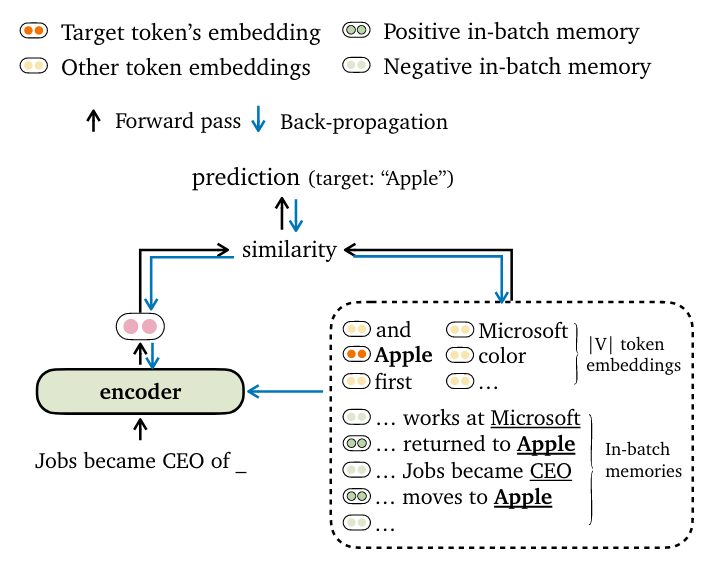 Target token's embedding
Positive in-batch memory
Other token embeddings
Negative in-batch memory
Forward pass
Back-propagation
prediction (target: “Apple”)
similarity
and
Microsoft
Apple
color
first
...
|V| token
embeddings
encoder
... works at Microsoft
... returned to Apple
... Jobs became CEO
... moves to Apple
...
In-batch
memories
Jobs became CEO of _